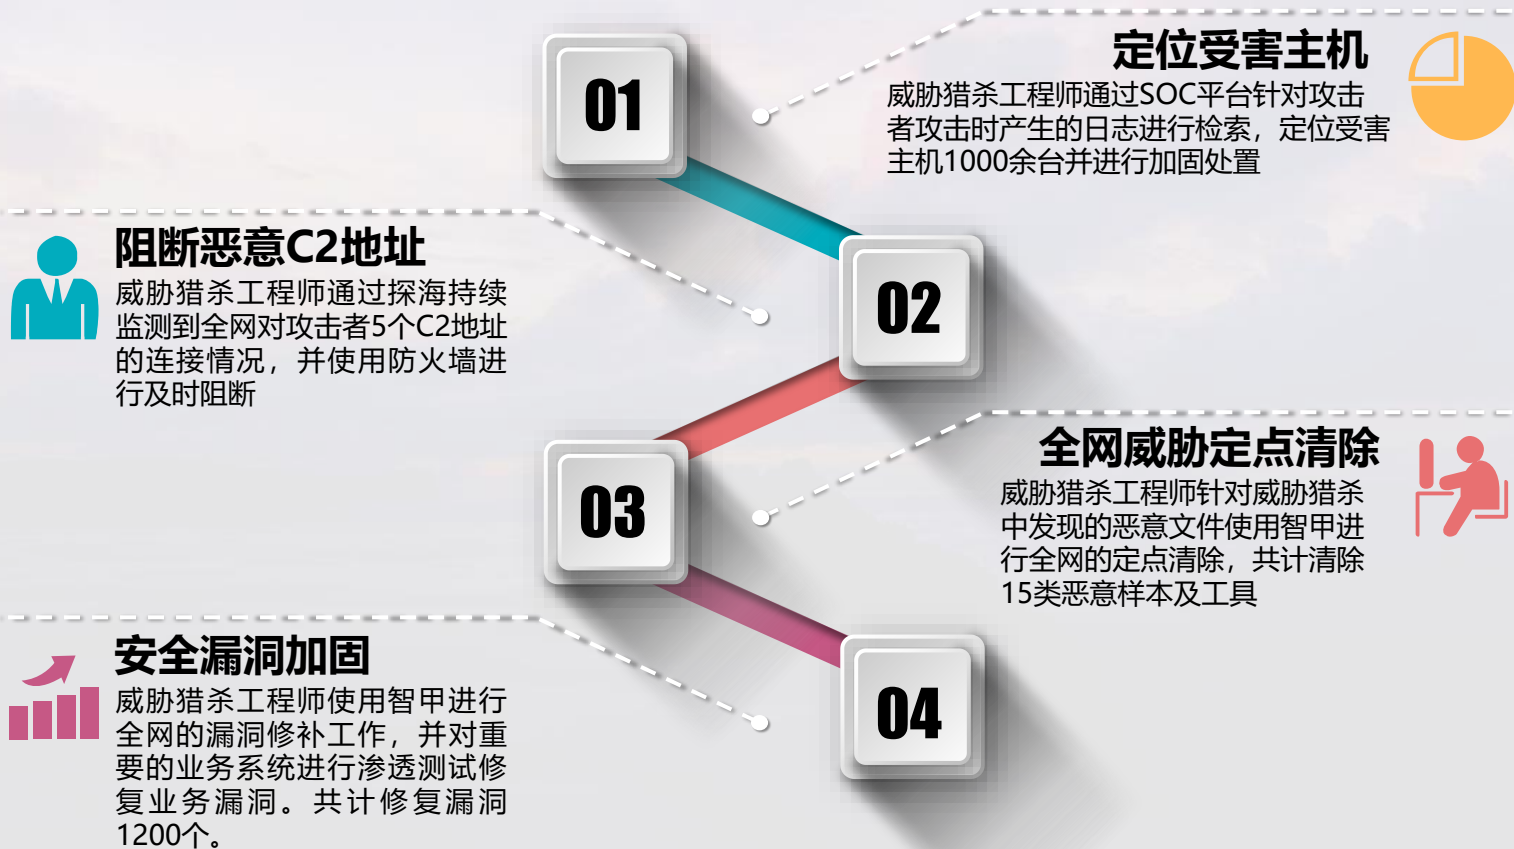 01
定位受害主机
威胁猎杀工程师通过SOC平台针对攻击
者攻击时产生的日志进行检索，定位受害
主机1000余台并进行加固处置
02
阻断恶意C2地址
威胁猎杀工程师通过探海持续
监测到全网对攻击者5个C2地址
的连接情况，并使用防火墙进
行及时阻断
03
全网威胁定点清除
威胁猎杀工程师针对威胁猎杀
中发现的恶意文件使用智甲进
行全网的定点清除，共计清除
15类恶意样本及工具
04
安全漏洞加固
威胁猎杀工程师使用智甲进行
全网的漏洞修补工作，并对重
要的业务系统进行渗透测试修
复业务漏洞。共计修复漏洞
1200个。